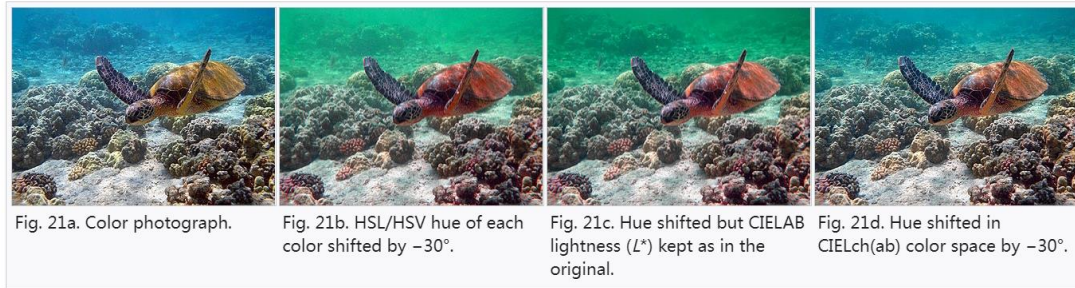 Fig. 21a. Color photograph.
Fig. 21b. HSL/HSV hue of each
color shifted by −30°.
Fig. 21c. Hue shifted but CIELAB
lightness (L*) kept as in the
original.
Fig. 21d. Hue shifted in
CIELch(ab) color space by −30°.